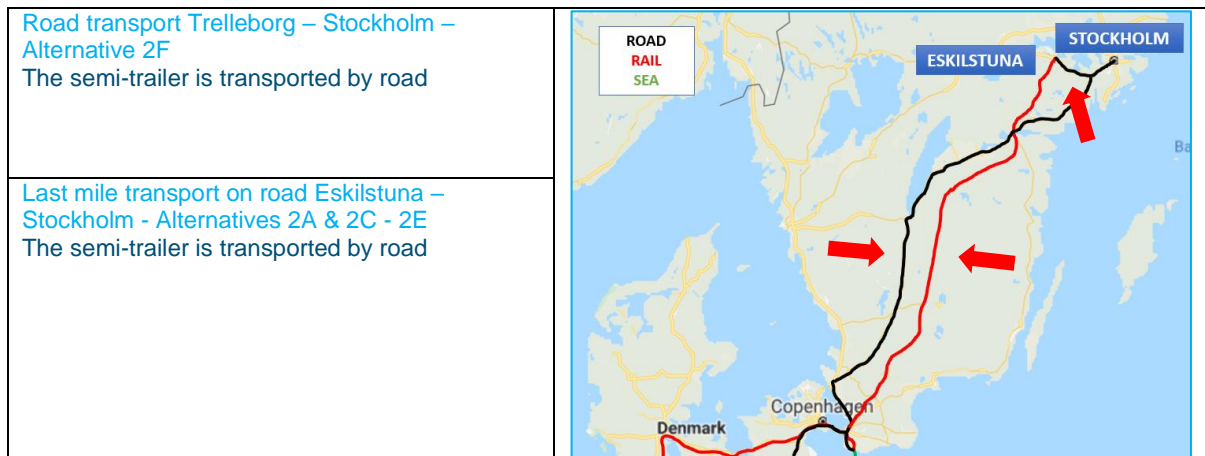 Road transport Trelleborg – Stockholm –
Alternative 2F
The semi-trailer is transported by road
Last mile transport on road Eskilstuna –
Stockholm - Alternatives 2A & 2C - 2E
The semi-trailer is transported by road
ROAD
RAIL
SEA
STOCKHOLM
ESKILSTUNA
Ba
Copenhagen
Denmark